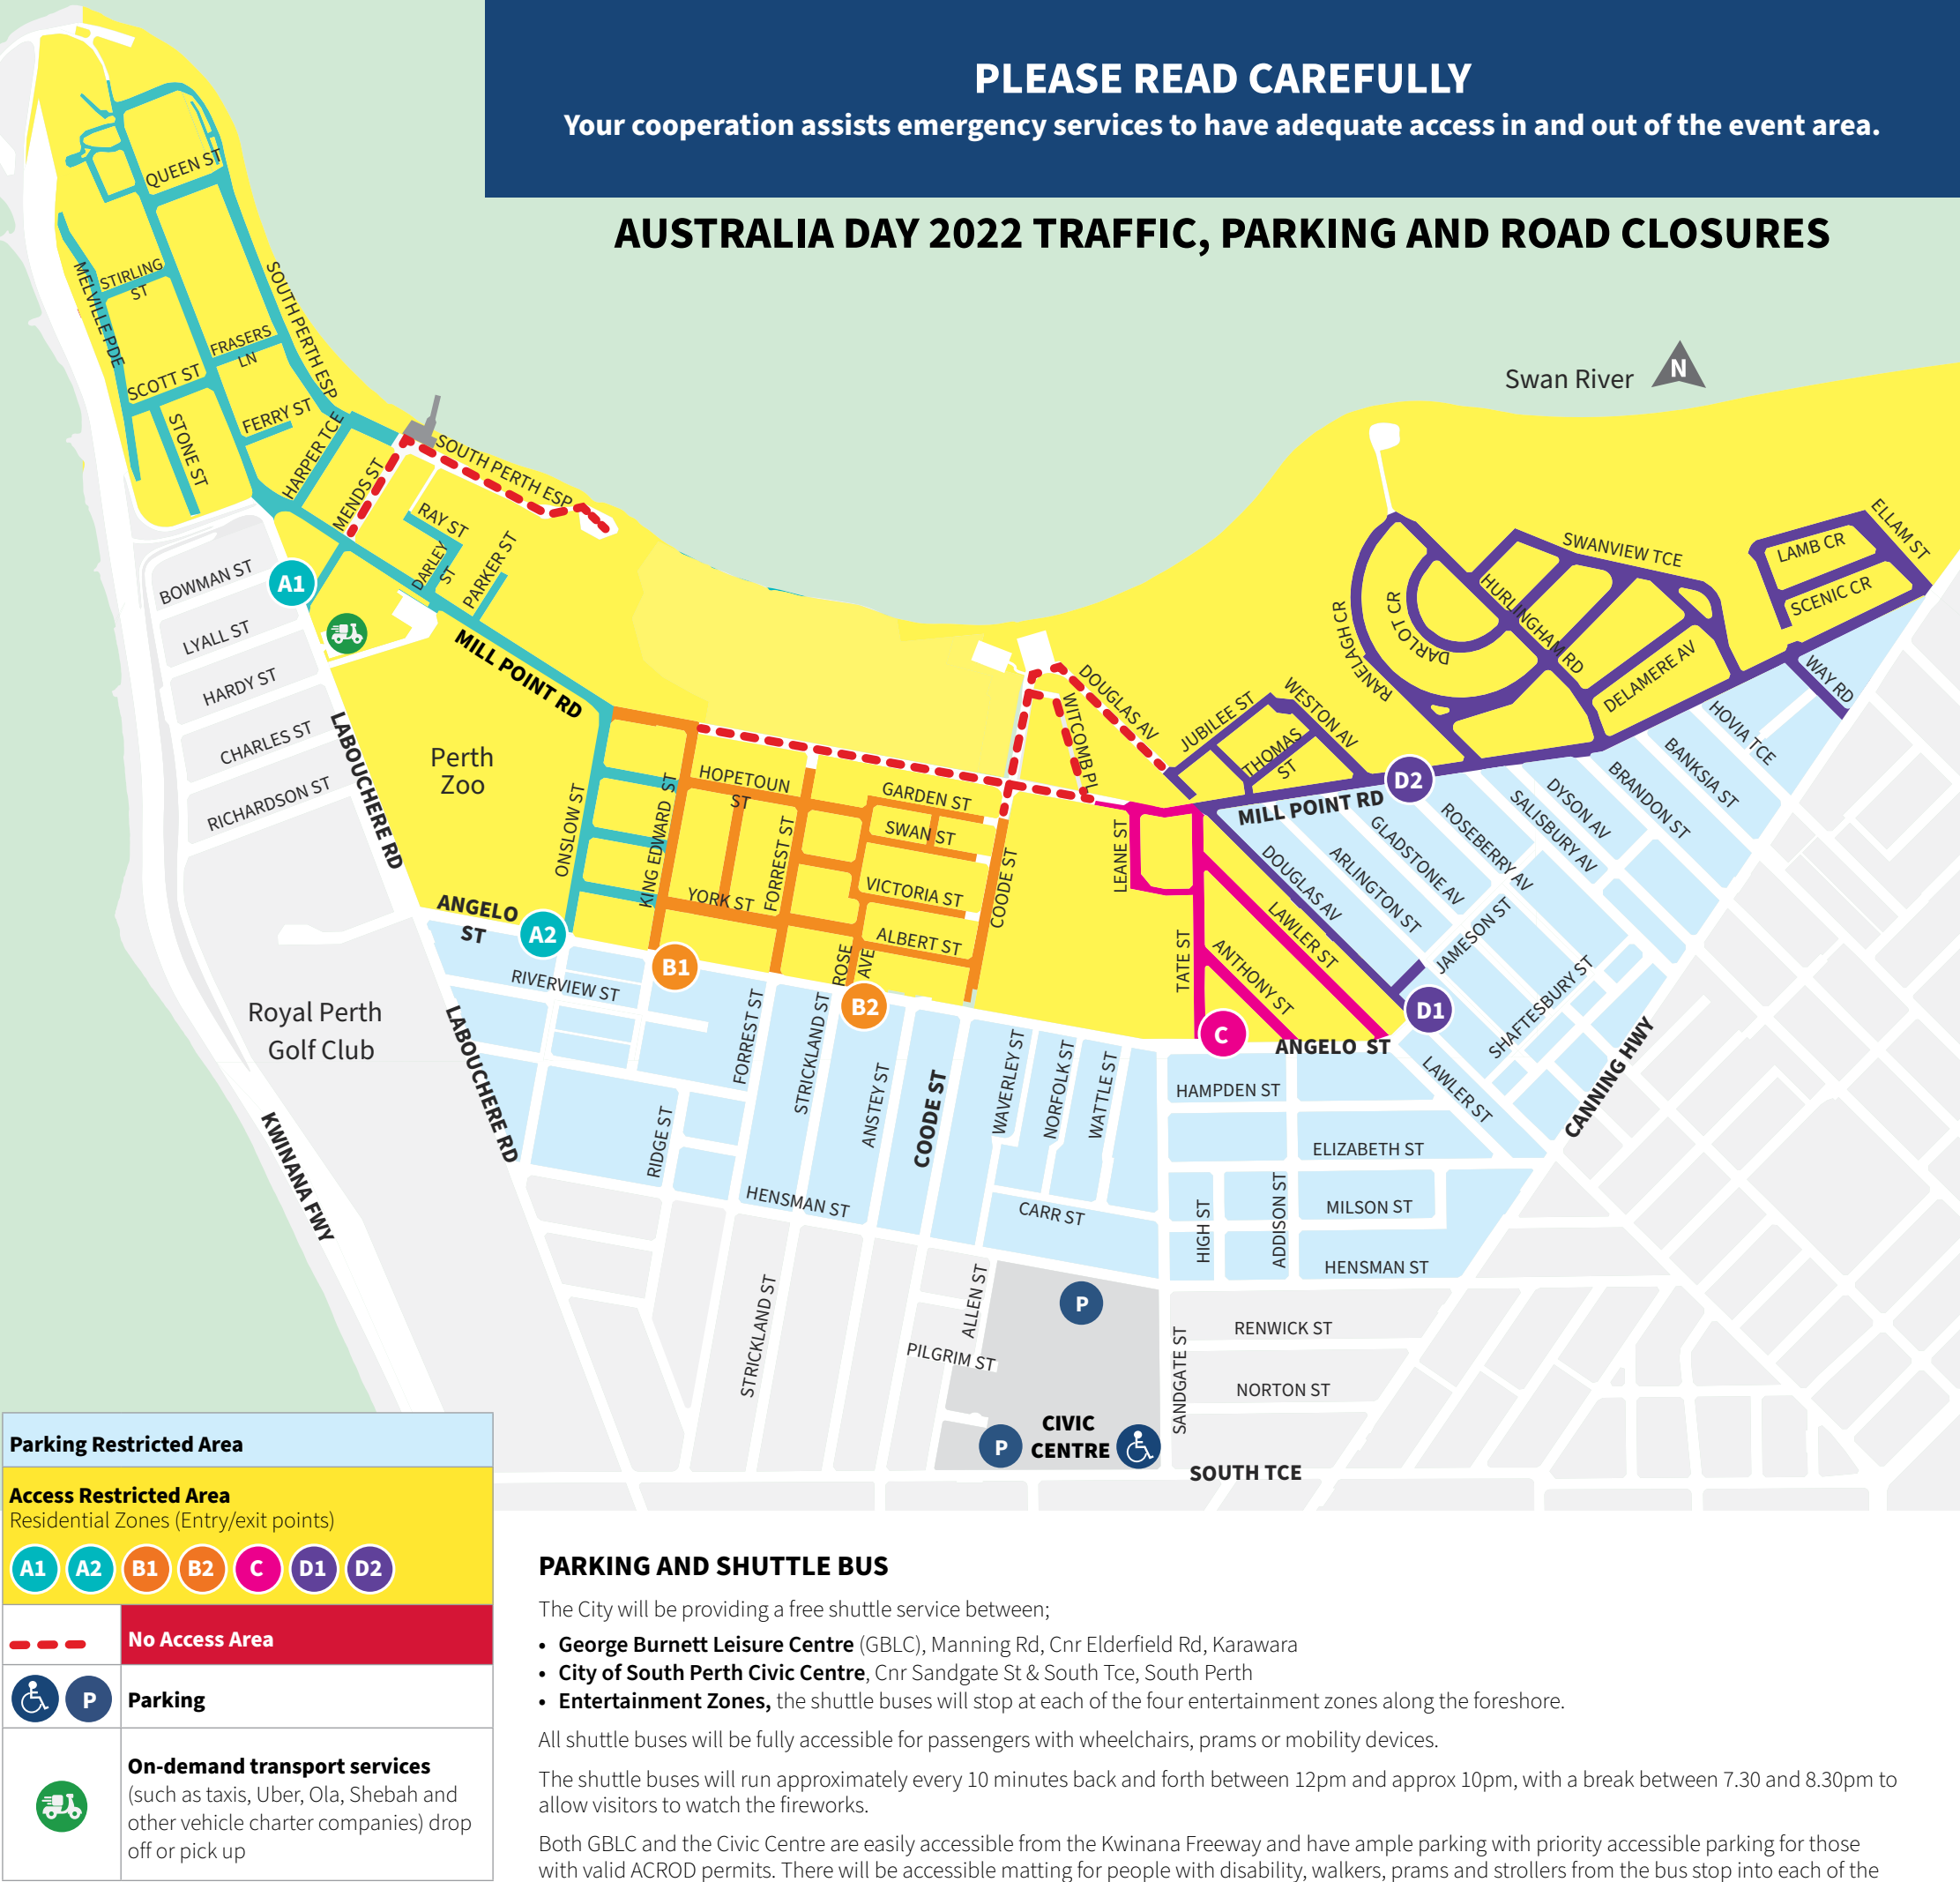 PLEASE READ CAREFULLY
Your cooperation assists emergency services to have adequate access in and out of the event area.
AUSTRALIA DAY 2022 TRAFFIC, PARKING AND ROAD CLOSURES
Swan River
N
QUEEN ST
STIRLING
ST
MELVILLE PDE
SOUTH PERTH ESP
FRASERS
LN
SCOTT ST
STONE ST
FERRY ST
HARPER TCE
MENDS ST
SOUTH PERTH ESP
RAY ST
DARLEY
ST
PARKER ST
MILL POINT RD
A1
BOWMAN ST
LYALL ST
HARDY ST
CHARLES ST
RICHARDSON ST
LABOUCHERE RD
Perth
Zoo
ONSLOW ST
KING EDWARD ST
HOPETOUN
ST
FORREST ST
YORK ST
GARDEN ST
SWAN ST
VICTORIA ST
ALBERT ST
ROSE
AVE
COODE ST
WITCOMB PL
DOUGLAS AV
JUBILEE ST
WESTON AV
THOMAS
ST
D2
MILL POINT RD
RANELAGH CR
DARLOT CR
HURLINGHAM RD
SWANVIEW TCE
DELAMERE AV
LAMB CR
SCENIC CR
ELLAM ST
WAY RD
HOVIA TCE
BANKSIA ST
BRANDON ST
DYSON AV
SALISBURY AV
ROSEBERRY AV
GLADSTONE AV
ARLINGTON ST
DOUGLAS AV
JAMESON ST
SHAFTESBURY ST
LEANE ST
TATE ST
LAWLER ST
ANTHONY ST
C
D1
ANGELO ST
ANGELO
ST
A2
B1
B2
RIVERVIEW ST
Royal Perth
Golf Club
LABOUCHERE RD
KWINANA FWY
FORREST ST
STRICKLAND ST
ANSTEY ST
COODE ST
WAVERLEY ST
NORFOLK ST
WATTLE ST
RIDGE ST
HENSMAN ST
CARR ST
HAMPDEN ST
ELIZABETH ST
MILSON ST
HENSMAN ST
HIGH ST
ADDISON ST
LAWLER ST
CANNING HWY
STRICKLAND ST
ALLEN ST
PILGRIM ST
P
P
CIVIC
CENTRE
SANDGATE ST
RENWICK ST
NORTON ST
SOUTH TCE
Parking Restricted Area
Access Restricted Area
Residential Zones (Entry/exit points)
A1 A2 B1 B2 C D1 D2
No Access Area
P Parking
On-demand transport services
(such as taxis, Uber, Ola, Shebah and
other vehicle charter companies) drop
off or pick up
PARKING AND SHUTTLE BUS
The City will be providing a free shuttle service between;
• George Burnett Leisure Centre (GBLC), Manning Rd, Cnr Elderfield Rd, Karawara
• City of South Perth Civic Centre, Cnr Sandgate St & South Tce, South Perth
• Entertainment Zones, the shuttle buses will stop at each of the four entertainment zones along the foreshore.
All shuttle buses will be fully accessible for passengers with wheelchairs, prams or mobility devices.
The shuttle buses will run approximately every 10 minutes back and forth between 12pm and approx 10pm, with a break between 7.30 and 8.30pm to
allow visitors to watch the fireworks.
Both GBLC and the Civic Centre are easily accessible from the Kwinana Freeway and have ample parking with priority accessible parking for those
with valid ACROD permits. There will be accessible matting for people with disability, walkers, prams and strollers from the bus stop into each of the